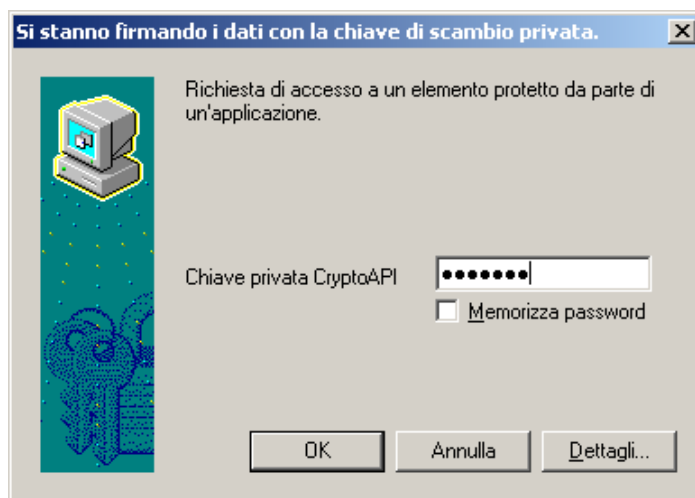 Si stanno firmando i dati con la chiave di scambio privata.
Richiesta di accesso a un elemento protetto da parte di
un'applicazione.
Chiave privata CryptoAPI ●●●●●●●
Memorizza password
OK Annulla Dettagli...